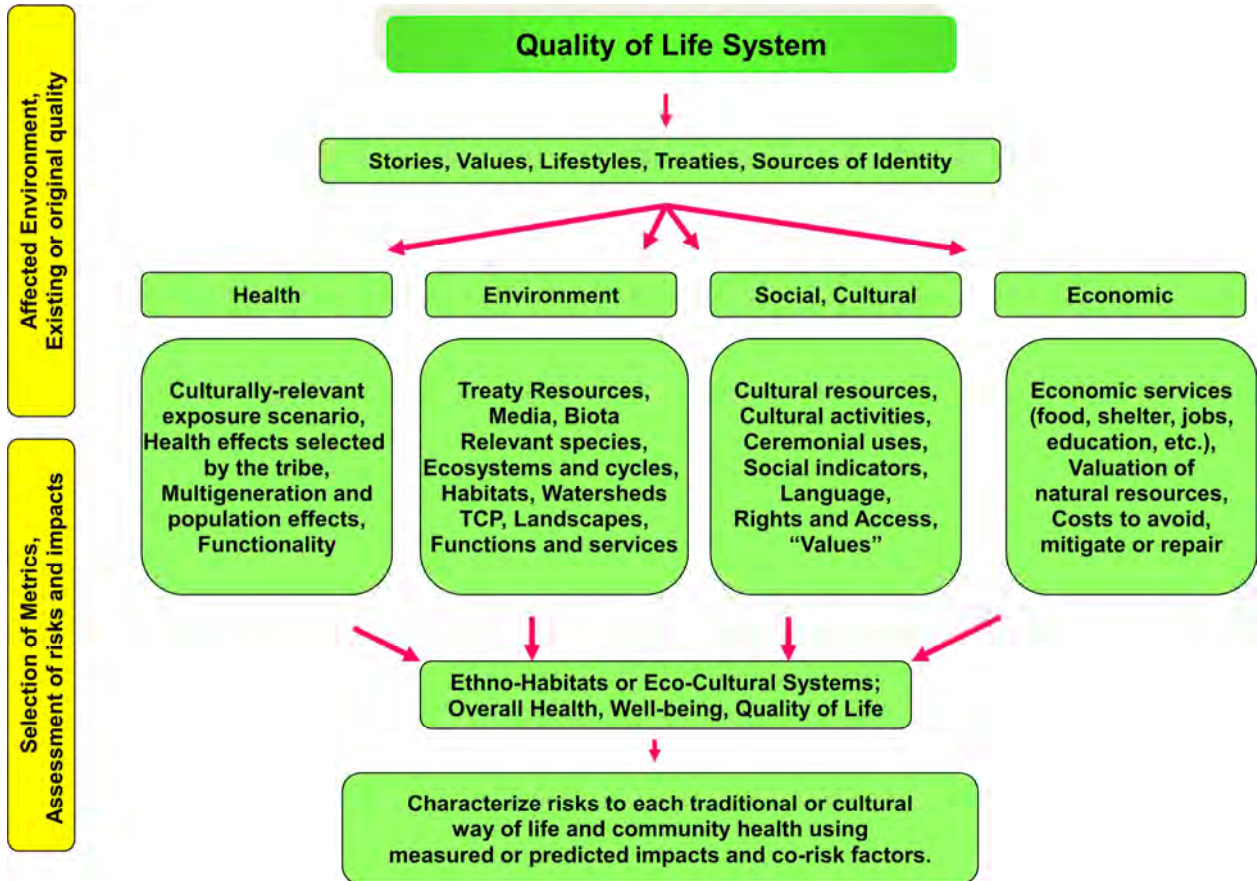 Affected Environment,
Existing or original quality
Selection of Metrics,
Assessment of risks and impacts
Quality of Life System
Stories, Values, Lifestyles, Treaties, Sources of Identity
Health
Environment
Social, Cultural
Economic
Culturally-relevant
exposure scenario,
Health effects selected
by the tribe,
Multigeneration and
population effects,
Functionality
Treaty Resources,
Media, Biota
Relevant species,
Ecosystems and cycles,
Habitats, Watersheds
TCP, Landscapes,
Functions and services
Cultural resources,
Cultural activities,
Ceremonial uses,
Social indicators,
Language,
Rights and Access,
“Values”
Economic services
(food, shelter, jobs,
education, etc.),
Valuation of
natural resources,
Costs to avoid,
mitigate or repair
Ethno-Habitats or Eco-Cultural Systems;
Overall Health, Well-being, Quality of Life
Characterize risks to each traditional or cultural
way of life and community health using
measured or predicted impacts and co-risk factors.